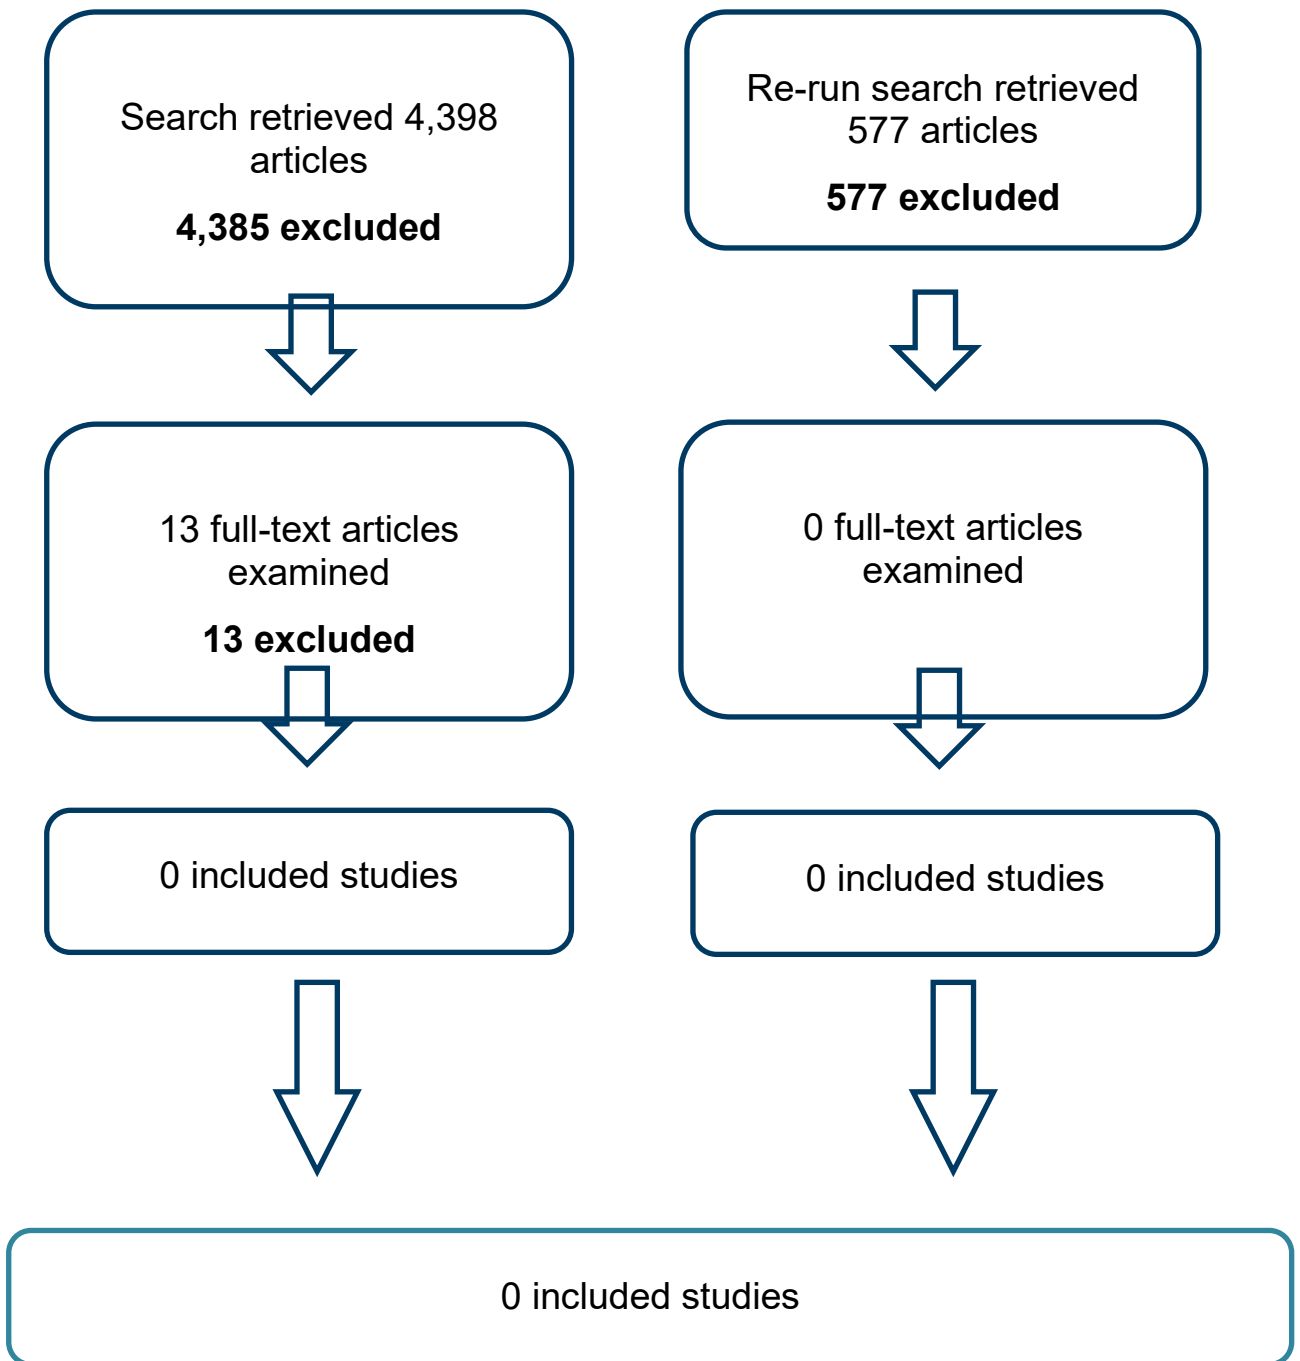 Search retrieved 4,398
articles
4,385 excluded
Re-run search retrieved
577 articles
577 excluded
13 full-text articles
examined
13 excluded
0 full-text articles
examined
0 included studies
0 included studies
0 included studies